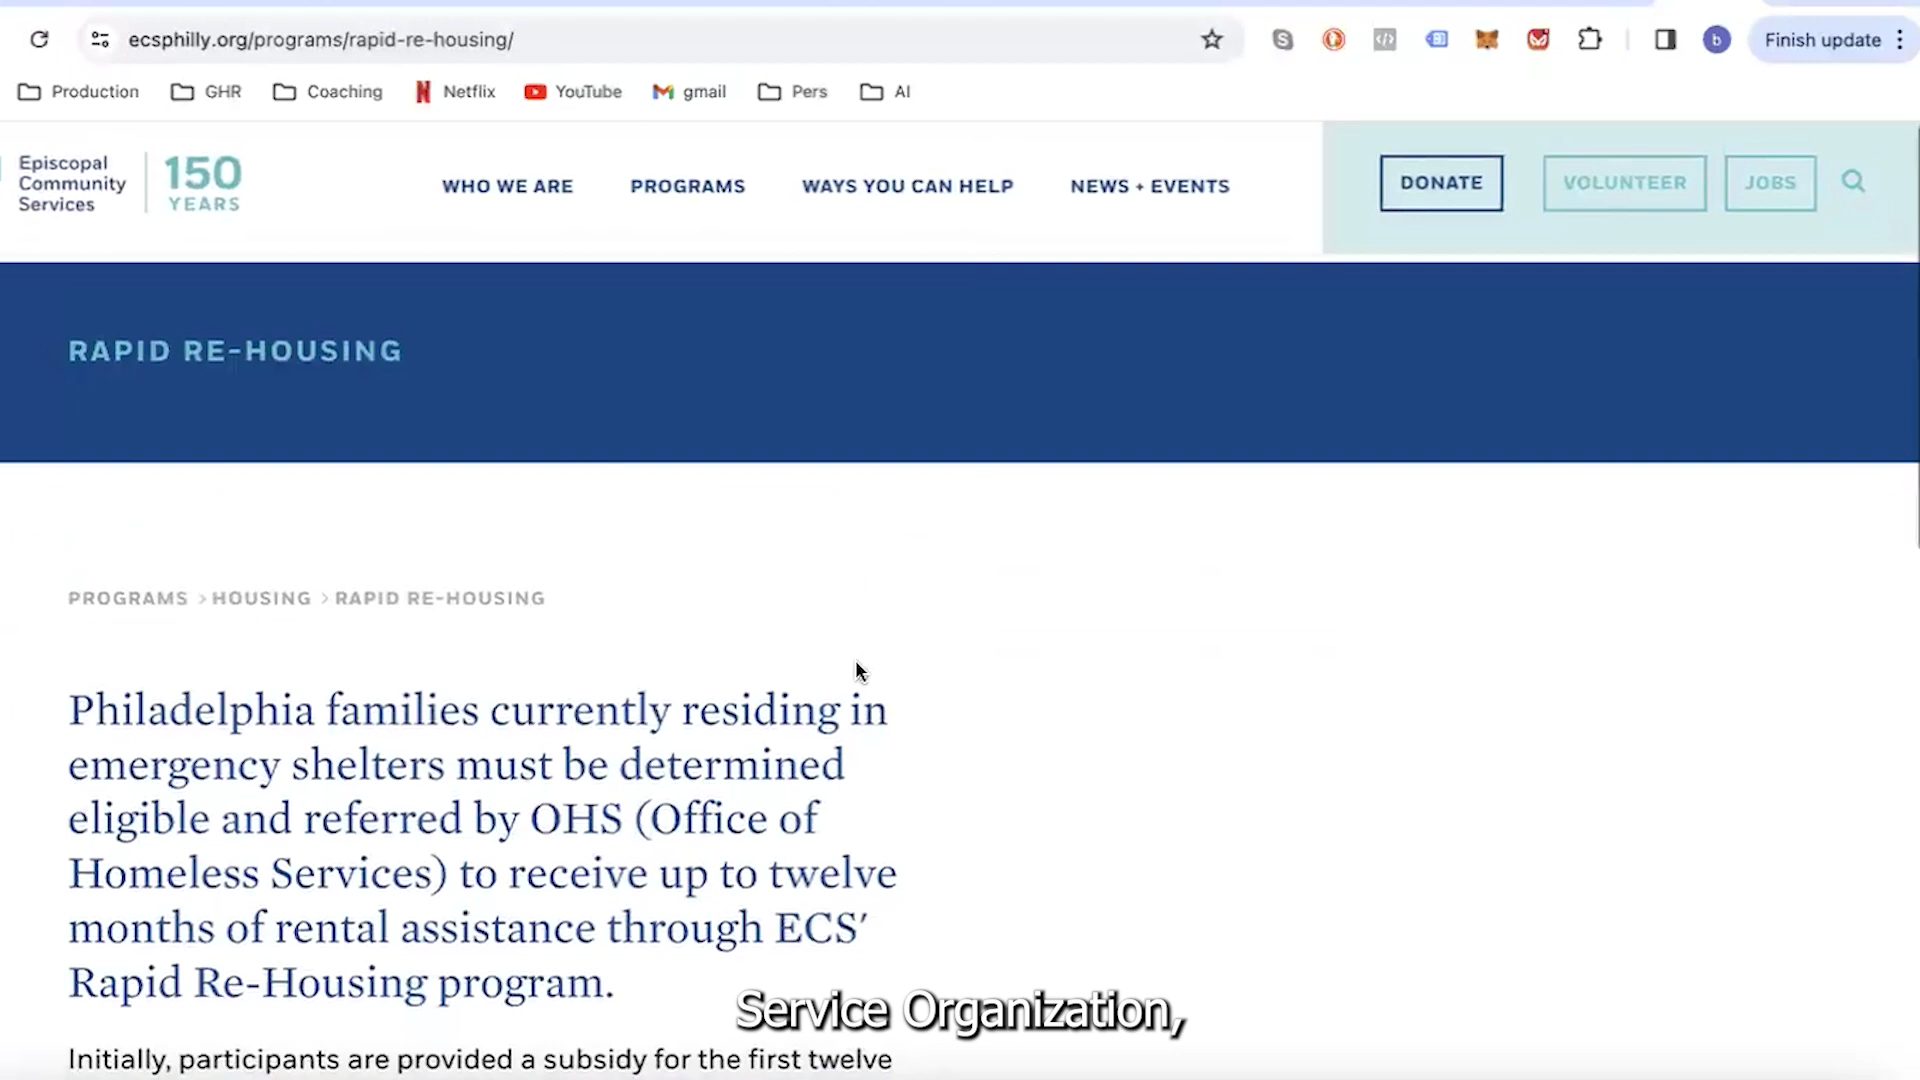 ecsphilly.org/programs/rapid-re-housing/
b
Finish update
Production
GHR
Coaching
Netflix
YouTube
gmail
Pers
AI
Episcopal
Community
Services
150
YEARS
WHO WE ARE
PROGRAMS
WAYS YOU CAN HELP
NEWS + EVENTS
DONATE
VOLUNTEER
JOBS
RAPID RE-HOUSING
PROGRAMS > HOUSING > RAPID RE-HOUSING
Philadelphia families currently residing in
emergency shelters must be determined
eligible and referred by OHS (Office of
Homeless Services) to receive up to twelve
months of rental assistance through ECS’
Rapid Re-Housing program.
Service Organization,
Initially, participants are provided a subsidy for the first twelve